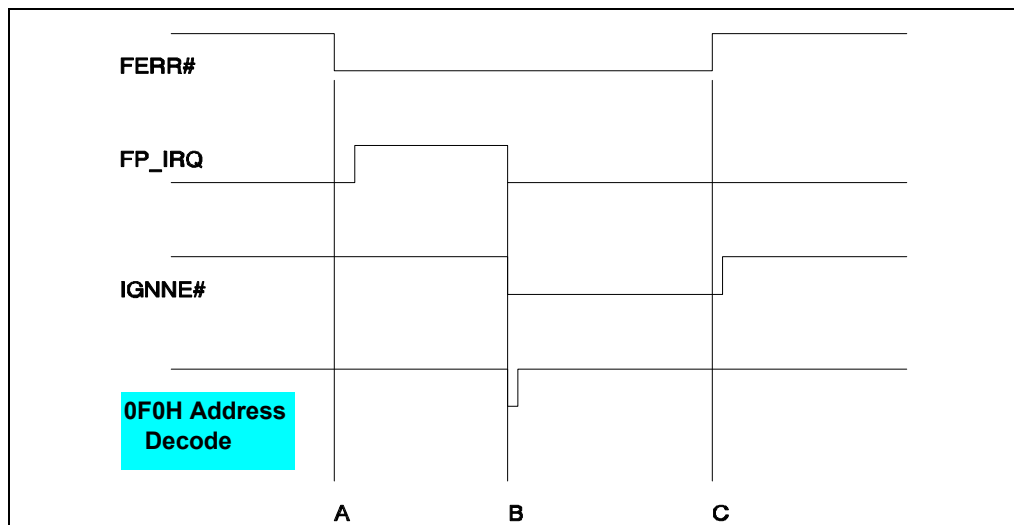 FERR#
FP_IRQ
IGNNE#
0F0H Address
Decode
A B C